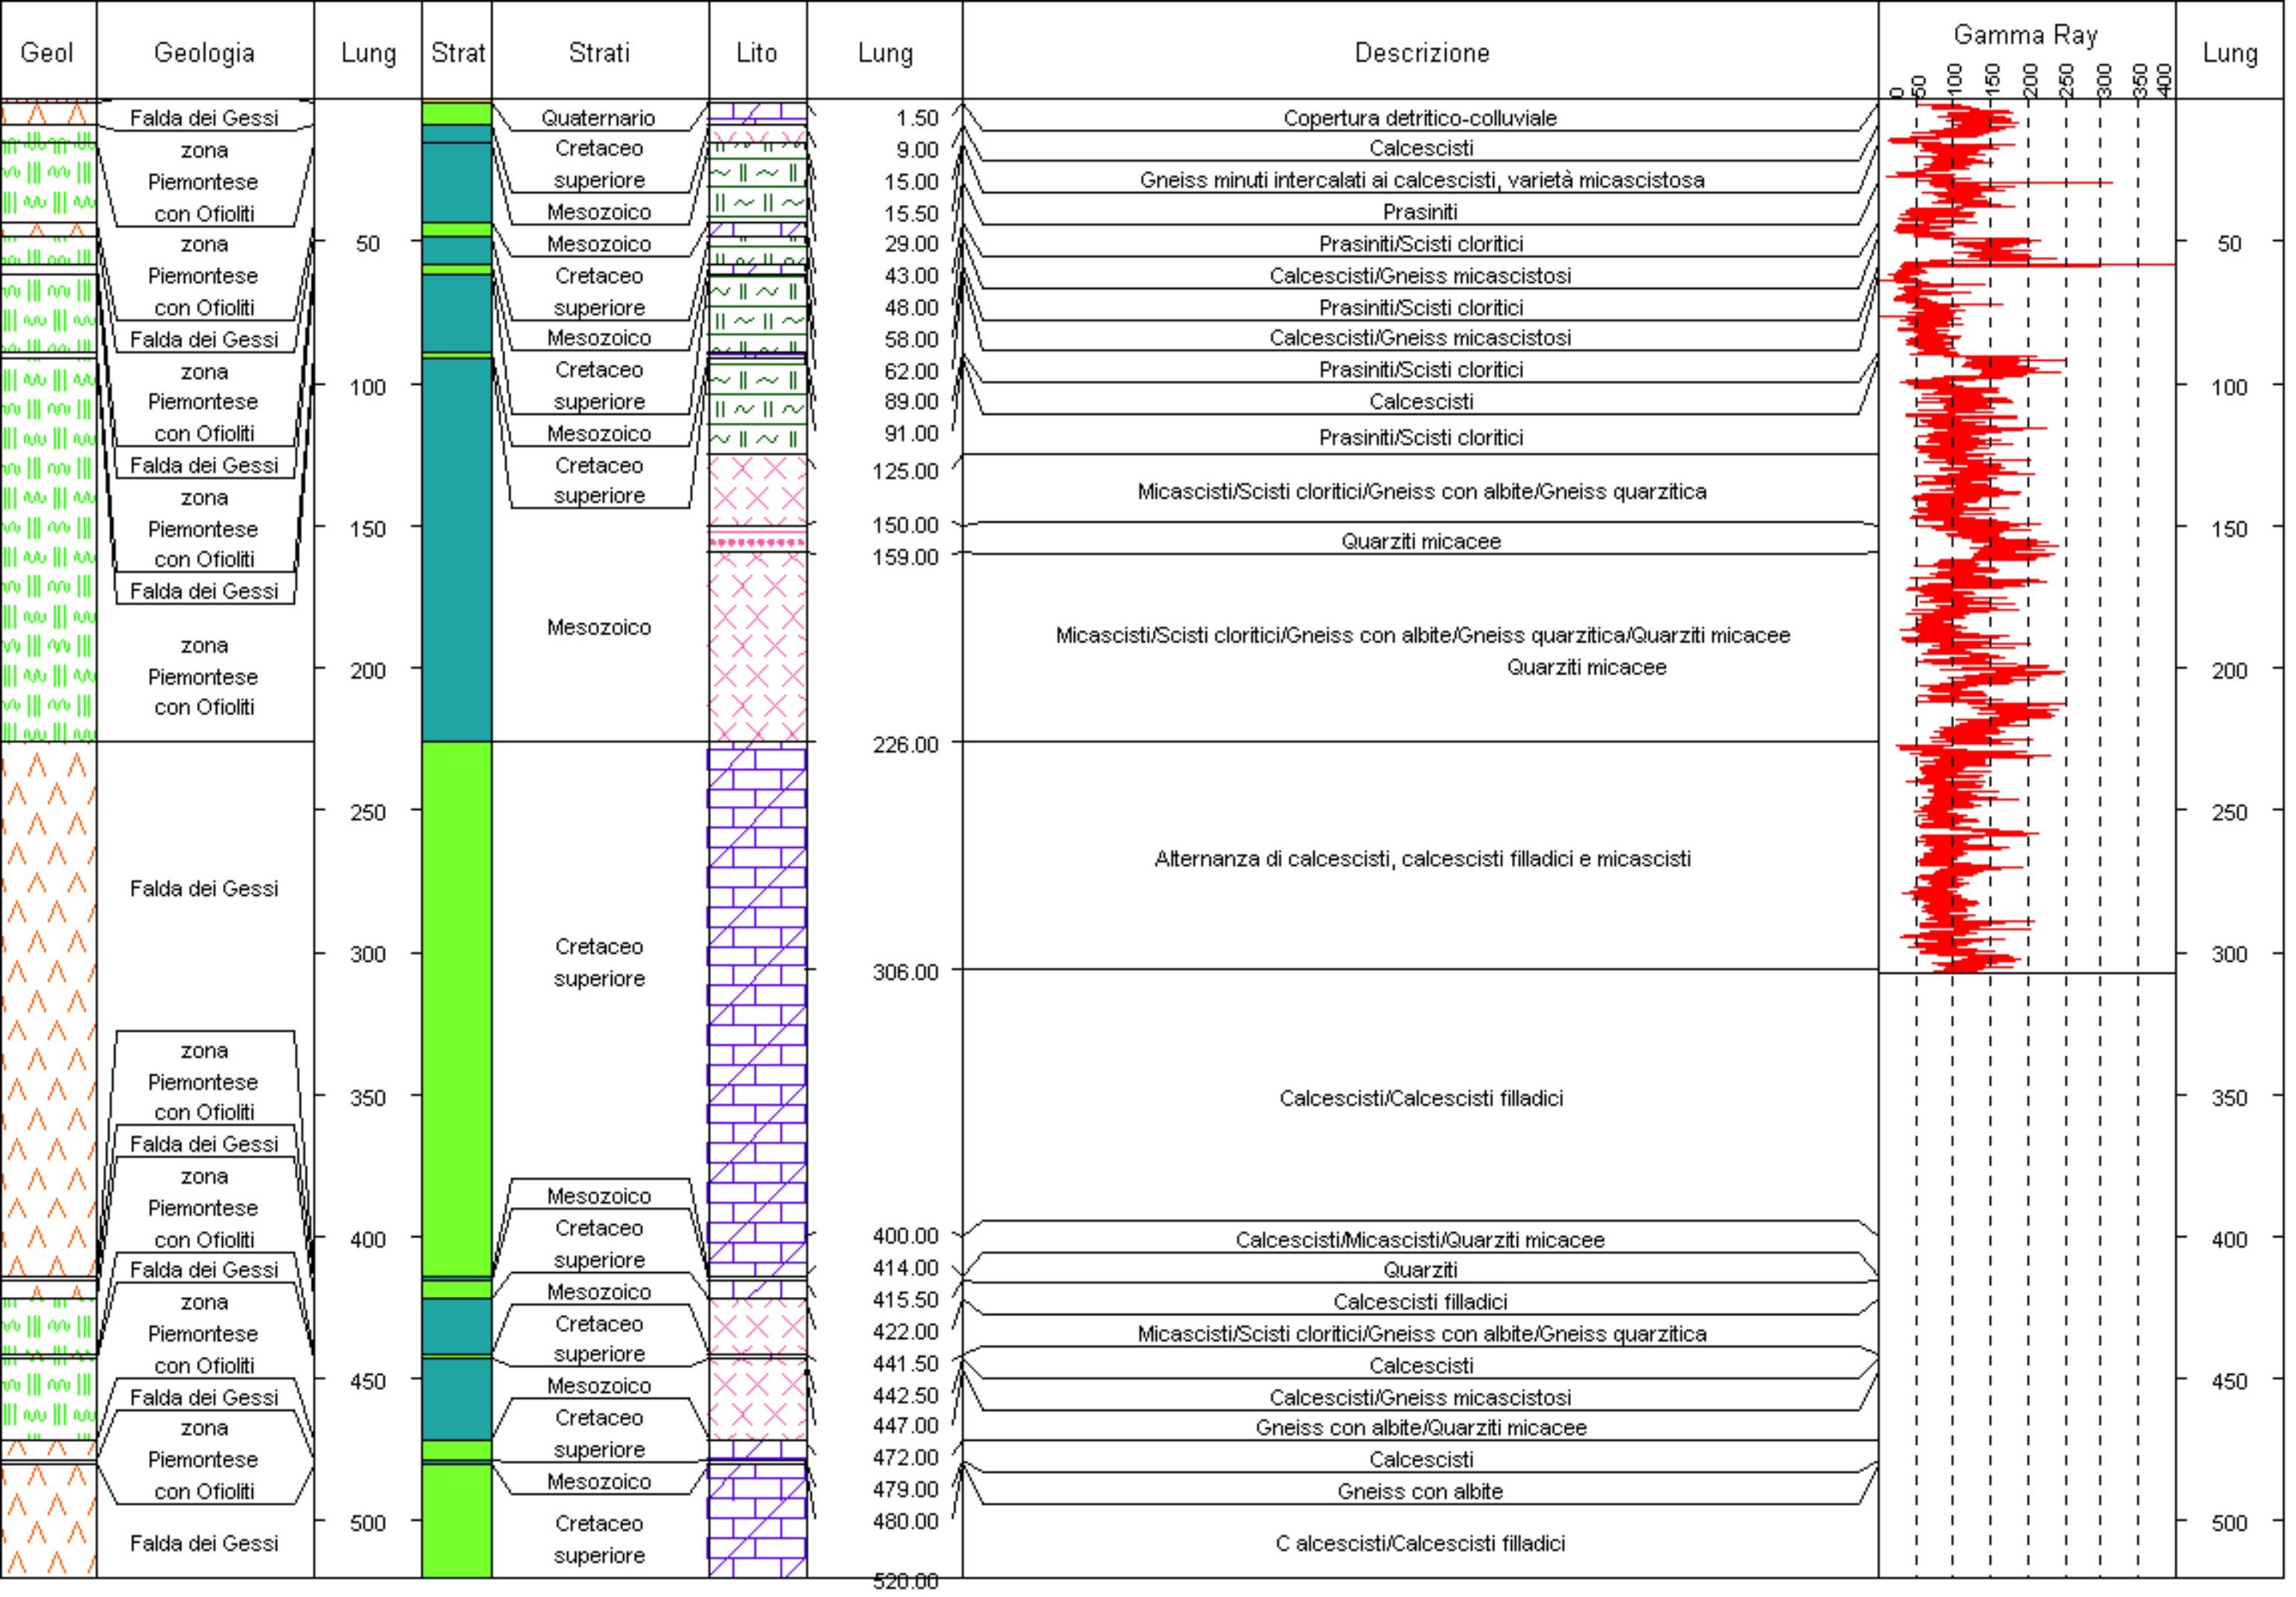 Geol
Geologia
Lung
Strat
Strati
Lito
Lung
Descrizione
Gamma Ray
Lung
0
50
100
150
200
250
300
350
400
Falda dei Gessi
zona
Piemontese
con Ofioliti
zona
Piemontese
con Ofioliti
Falda dei Gessi
zona
Piemontese
con Ofioliti
Falda dei Gessi
zona
Piemontese
con Ofioliti
Falda dei Gessi
zona
Piemontese
con Ofioliti
Falda dei Gessi
zona
Piemontese
con Ofioliti
Falda dei Gessi
zona
Piemontese
con Ofioliti
Falda dei Gessi
zona
Piemontese
con Ofioliti
Falda dei Gessi
zona
Piemontese
con Ofioliti
Falda dei Gessi
50
100
150
200
250
300
350
400
450
500
Quaternario
Cretaceo
superiore
Mesozoico
Mesozoico
Cretaceo
superiore
Mesozoico
Cretaceo
superiore
Mesozoico
Cretaceo
superiore
Mesozoico
Cretaceo
superiore
Mesozoico
Cretaceo
superiore
Mesozoico
Cretaceo
superiore
Mesozoico
Cretaceo
superiore
Mesozoico
Cretaceo
superiore
1.50
9.00
15.00
15.50
29.00
43.00
48.00
58.00
62.00
89.00
91.00
125.00
150.00
159.00
226.00
306.00
400.00
414.00
415.50
422.00
441.50
442.50
447.00
472.00
479.00
480.00
520.00
Copertura detritico-colluviale
Calcescisti
Gneiss minuti intercalati ai calcescisti, varietà micascistosa
Prasiniti
Prasiniti/Scisti cloritici
Calcescisti/Gneiss micascistosi
Prasiniti/Scisti cloritici
Calcescisti/Gneiss micascistosi
Prasiniti/Scisti cloritici
Calcescisti
Prasiniti/Scisti cloritici
Micascisti/Scisti cloritici/Gneiss con albite/Gneiss quarzitica
Quarziti micacee
Micascisti/Scisti cloritici/Gneiss con albite/Gneiss quarzitica/Quarziti micacee
Quarziti micacee
Alternanza di calcescisti, calcescisti filladici e micascisti
Calcescisti/Calcescisti filladici
Calcescisti/Micascisti/Quarziti micacee
Quarziti
Calcescisti filladici
Micascisti/Scisti cloritici/Gneiss con albite/Gneiss quarzitica
Calcescisti
Calcescisti/Gneiss micascistosi
Gneiss con albite/Quarziti micacee
Calcescisti
Gneiss con albite
C alcescisti/Calcescisti filladici
50
100
150
200
250
300
350
400
450
500